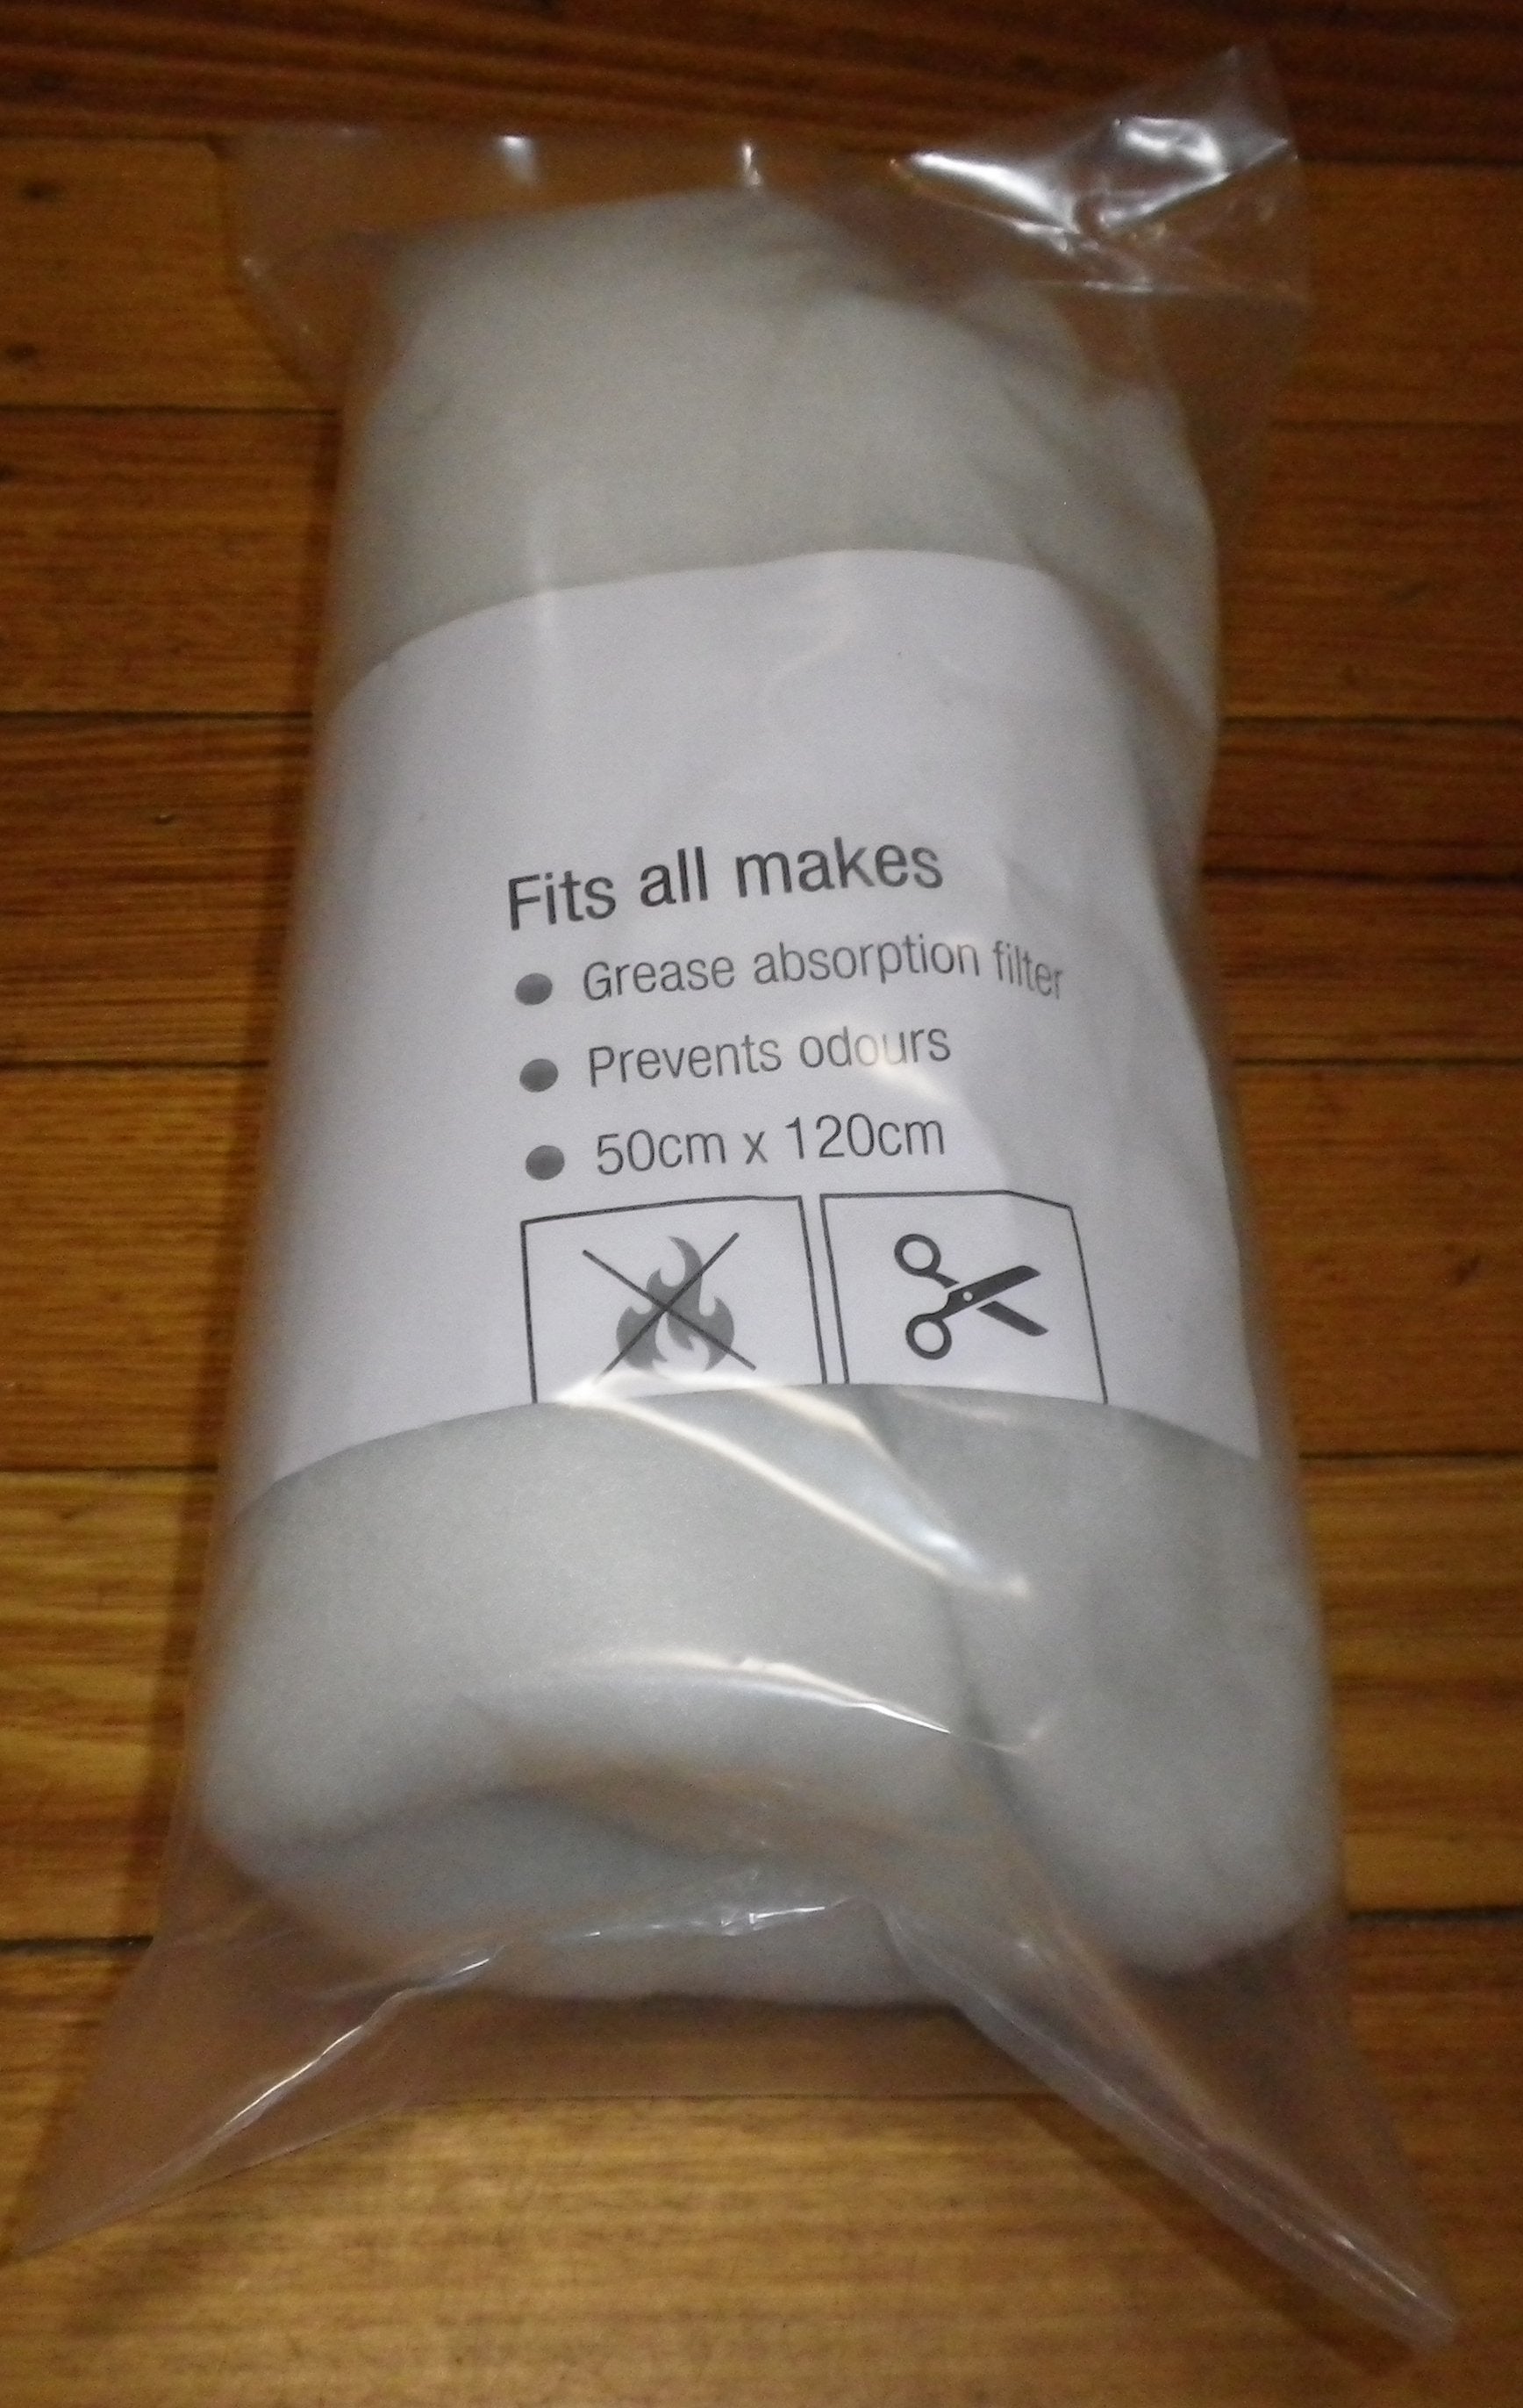 Fits all makes
● Grease absorption filter
● Prevents odours
● 50cm x 120cm